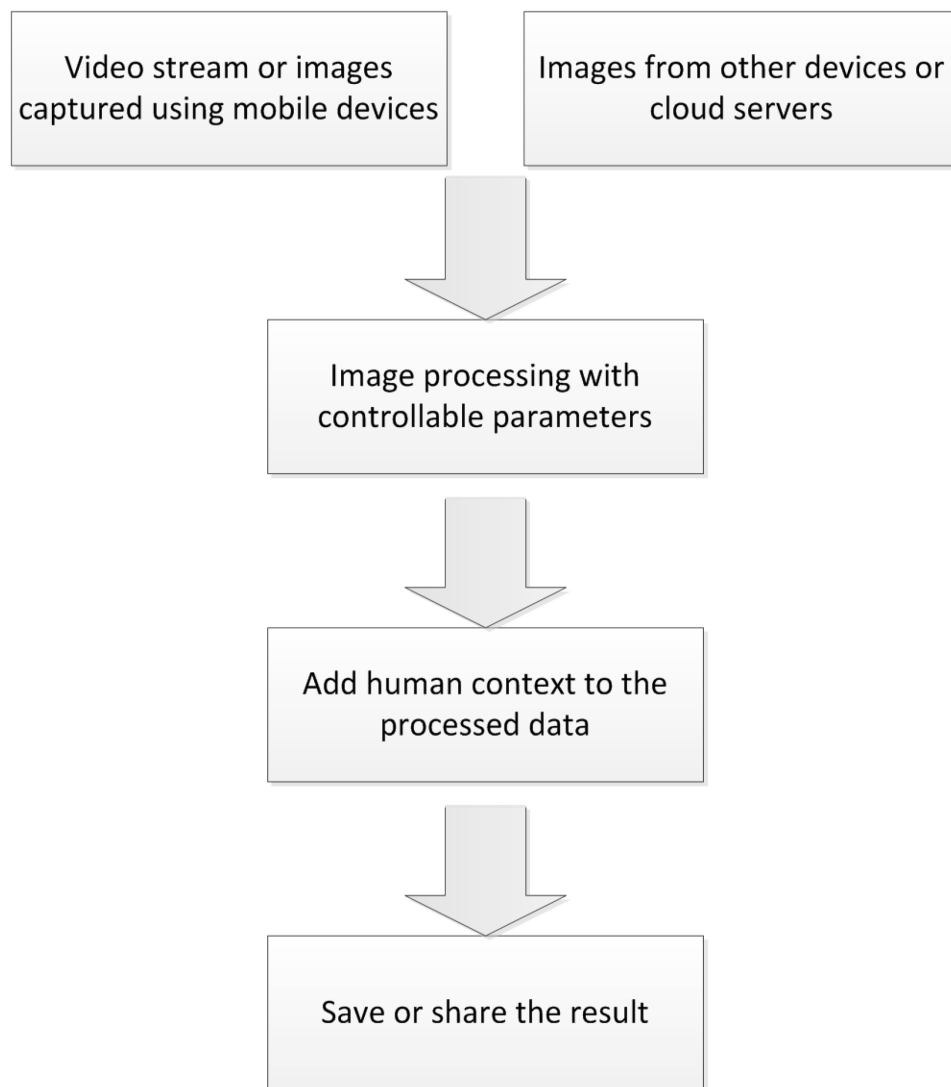 Video stream or images
captured using mobile devices
Images from other devices or
cloud servers
Image processing with
controllable parameters
Add human context to the
processed data
Save or share the result